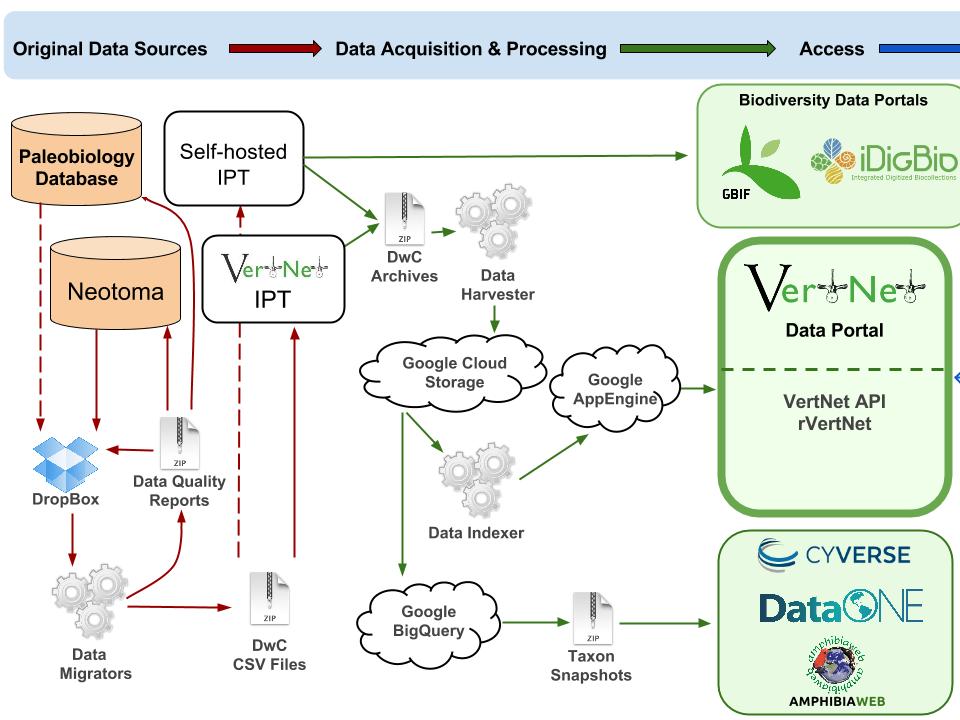 Original Data Sources
Data Acquisition & Processing
Access
Biodiversity Data Portals
GBIF
iDigBio
Integrated Digitized Biocollections
Paleobiology
Database
Self-hosted
IPT
ZIP
DwC
Archives
Data
Harvester
Neotoma
VertNet
IPT
VertNet
Data Portal
VertNet API
rVertNet
Google Cloud
Storage
Google
AppEngine
ZIP
Data Quality
Reports
DropBox
Data Indexer
CYVERSE
DataONE
amphibiaweb
amphibiaweb
AMPHIBIAWEB
Data
Migrators
ZIP
DwC
CSV Files
Google
BigQuery
ZIP
Taxon
Snapshots